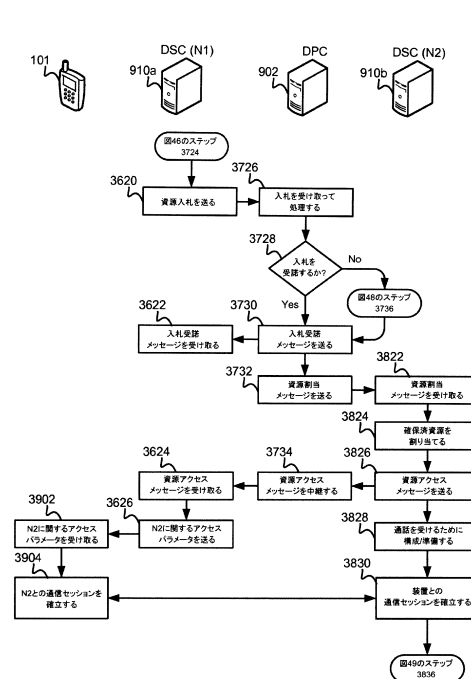 101
DSC (N1)
910a
DPC
902
DSC (N2)
910b
図46のステップ
3724
3620
資源入札を送る
3726
入札を受け取って
処理する
3728
入札を
受諾するか?
No
Yes
図48のステップ
3736
3622
入札受諾
メッセージを受け取る
3730
入札受諾
メッセージを送る
3732
資源割当
メッセージを送る
3822
資源割当
メッセージを受け取る
3824
確保済資源を
割り当てる
3624
資源アクセス
メッセージを受け取る
3734
資源アクセス
メッセージを中継する
3826
資源アクセス
メッセージを送る
3902
N2に関するアクセス
パラメータを受け取る
3626
N2に関するアクセス
パラメータを送る
3828
通話を受けるために
構成/準備する
3904
N2との通信セッションを
確立する
3830
装置との
通信セッションを確立する
図49のステップ
3836